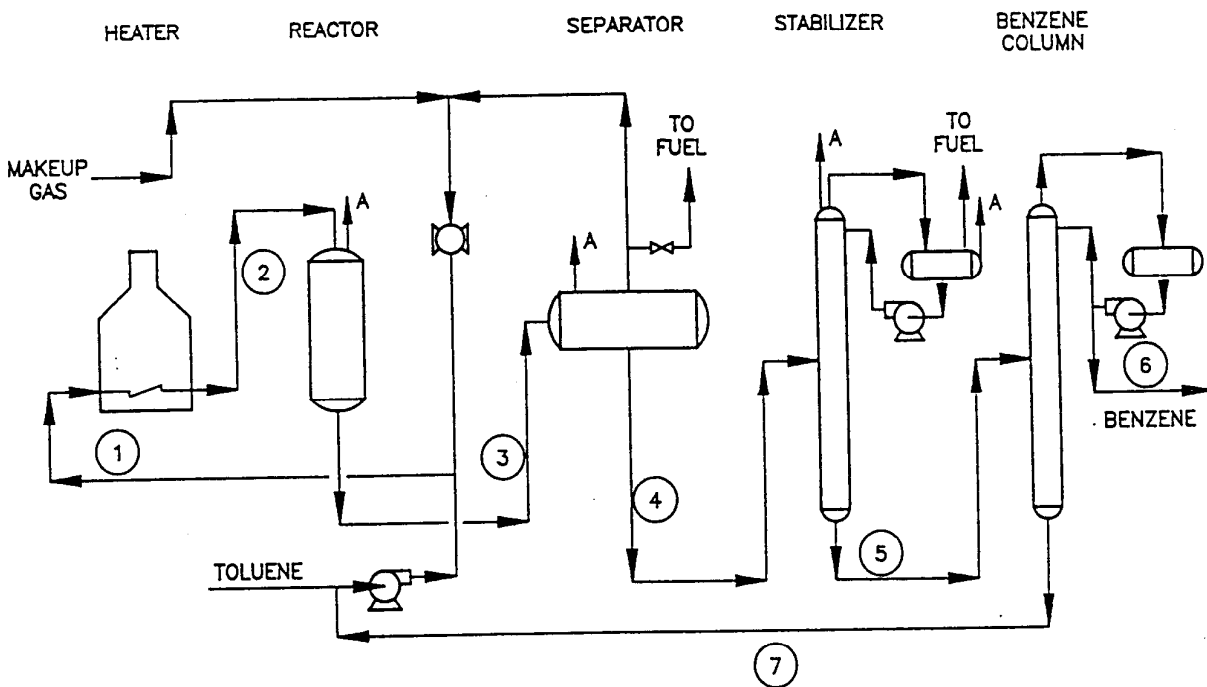 HEATER
REACTOR
SEPARATOR
STABILIZER
BENZENE
COLUMN
MAKEUP
GAS
TO
FUEL
A
TO
FUEL
A
A
A
2
1
3
4
5
6
BENZENE
TOLUENE
7